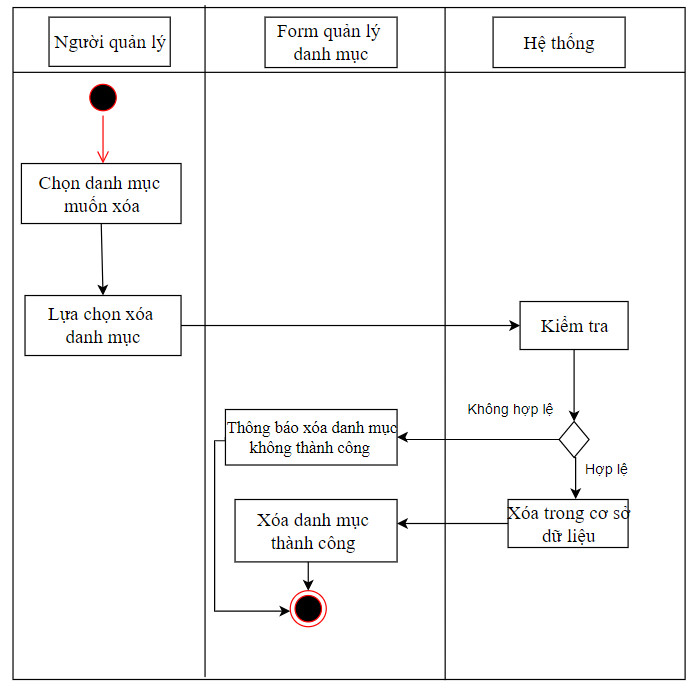 Người quản lý
Form quản lý
danh mục
Hệ thống
Chọn danh mục
muốn xóa
Lựa chọn xóa
danh mục
Kiểm tra
Không hợp lệ
Thông báo xóa danh mục
không thành công
Hợp lệ
Xóa trong cơ sở
dữ liệu
Xóa danh mục
thành công